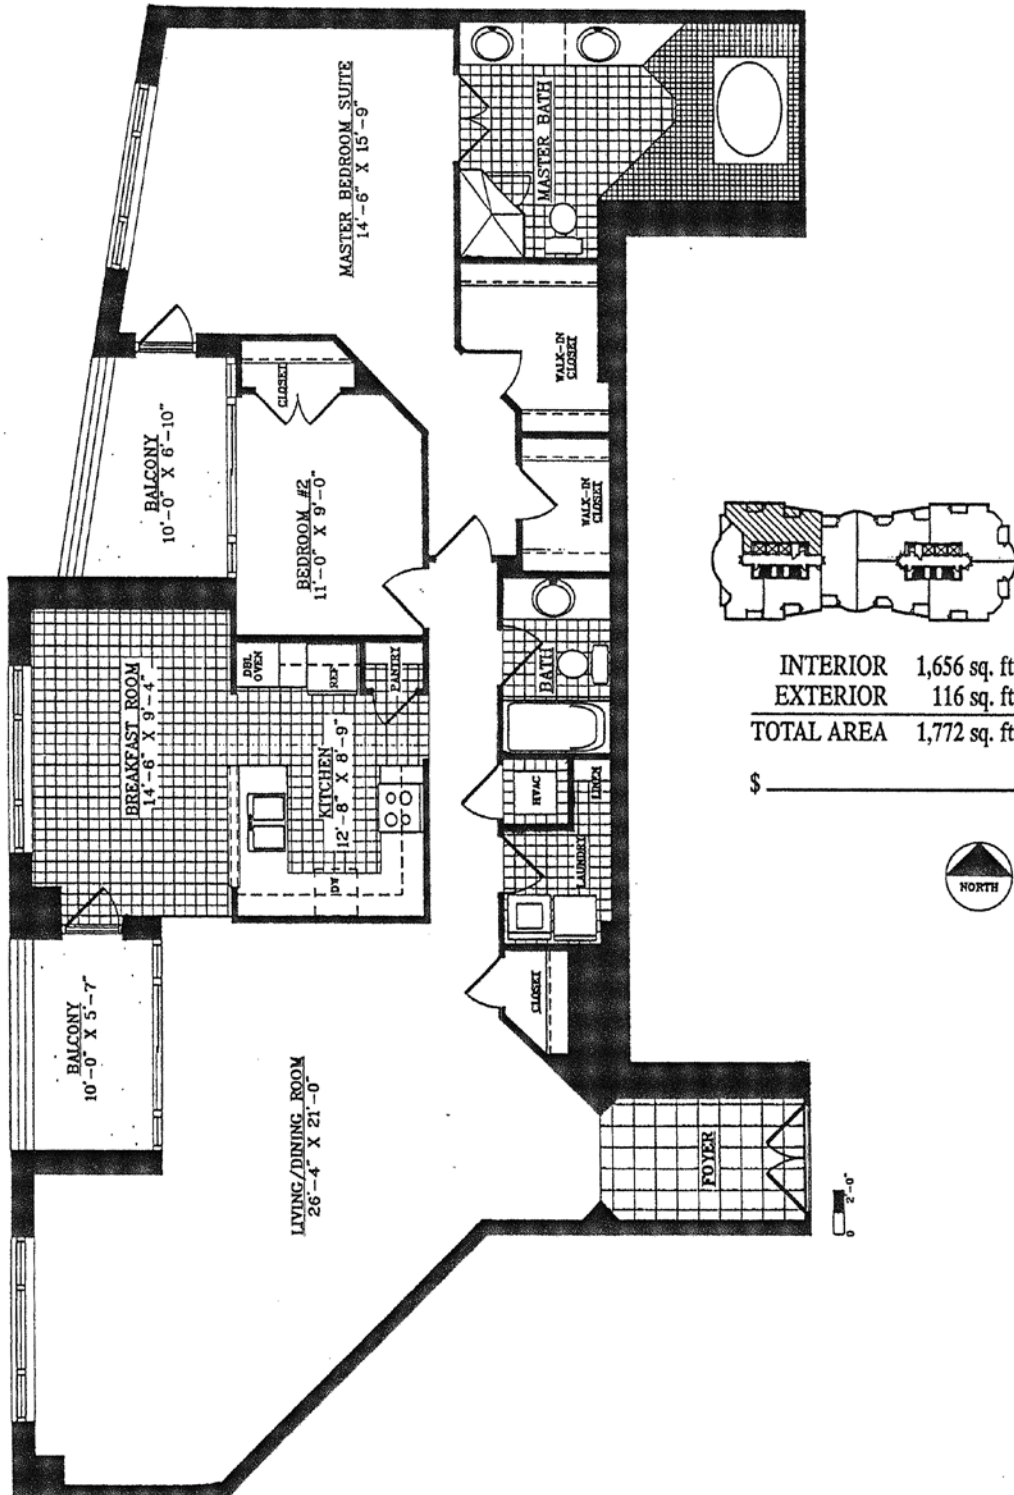 MASTER BEDROOM SUITE
14'-6" X 15'-9"
MASTER BATH
WALK-IN
CLOSET
WALK-IN
CLOSET
CLOSET
BALCONY
10'-0" X 6'-10"
BEDROOM #2
11'-0" X 9'-0"
BREAKFAST ROOM
14'-6" X 9'-4"
DBL
OVEN
REF
PANTRY
KITCHEN
12'-8" X 8'-9"
DW
BATH
HVAC
LINEN
LAUNDRY
CLOSET
BALCONY
10'-0" X 5'-7"
LIVING/DINING ROOM
26'-4" X 21'-0"
FOYER
0 2'-0"
INTERIOR 1,656 sq. ft
EXTERIOR 116 sq. ft
TOTAL AREA 1,772 sq. ft
$
NORTH